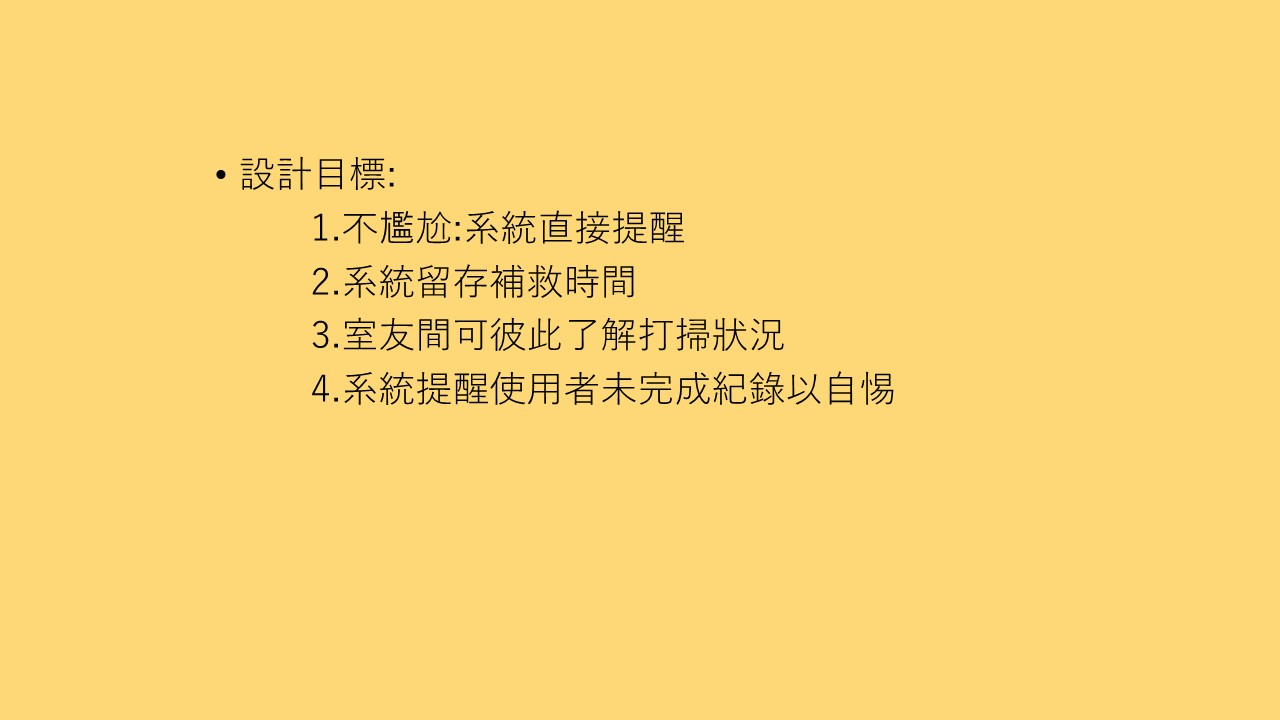 • 設計目標:
1.不尷尬:系統直接提醒
2.系統留存補救時間
3.室友間可彼此了解打掃狀況
4.系統提醒使用者未完成紀錄以自惕